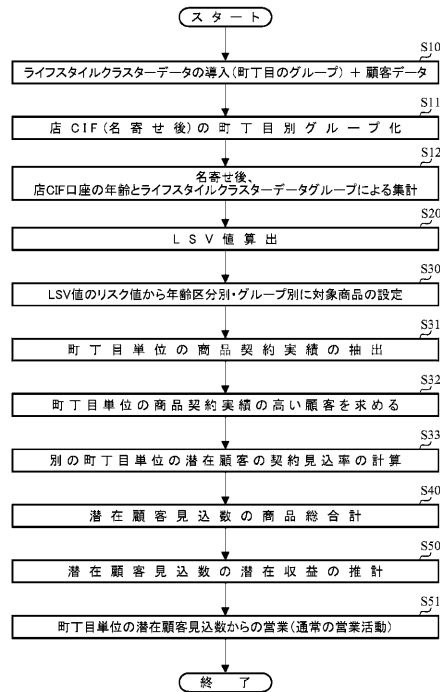 スタート
S10
ライフスタイルクラスターデータの導入(町丁目のグループ) + 顧客データ
S11
店CIF(名寄せ後)の町丁目別グループ化
S12
名寄せ後、
店CIF口座の年齢とライフスタイルクラスターデータグループによる集計
S20
LSV値算出
S30
LSV値のリスク値から年齢区分別・グループ別に対象商品の設定
S31
町丁目単位の商品契約実績の抽出
S32
町丁目単位の商品契約実績の高い顧客を求める
S33
別の町丁目単位の潜在顧客の契約見込率の計算
S40
潜在顧客見込数の商品総合計
S50
潜在顧客見込数の潜在収益の推計
S51
町丁目単位の潜在顧客見込数からの営業(通常の営業活動)
終了